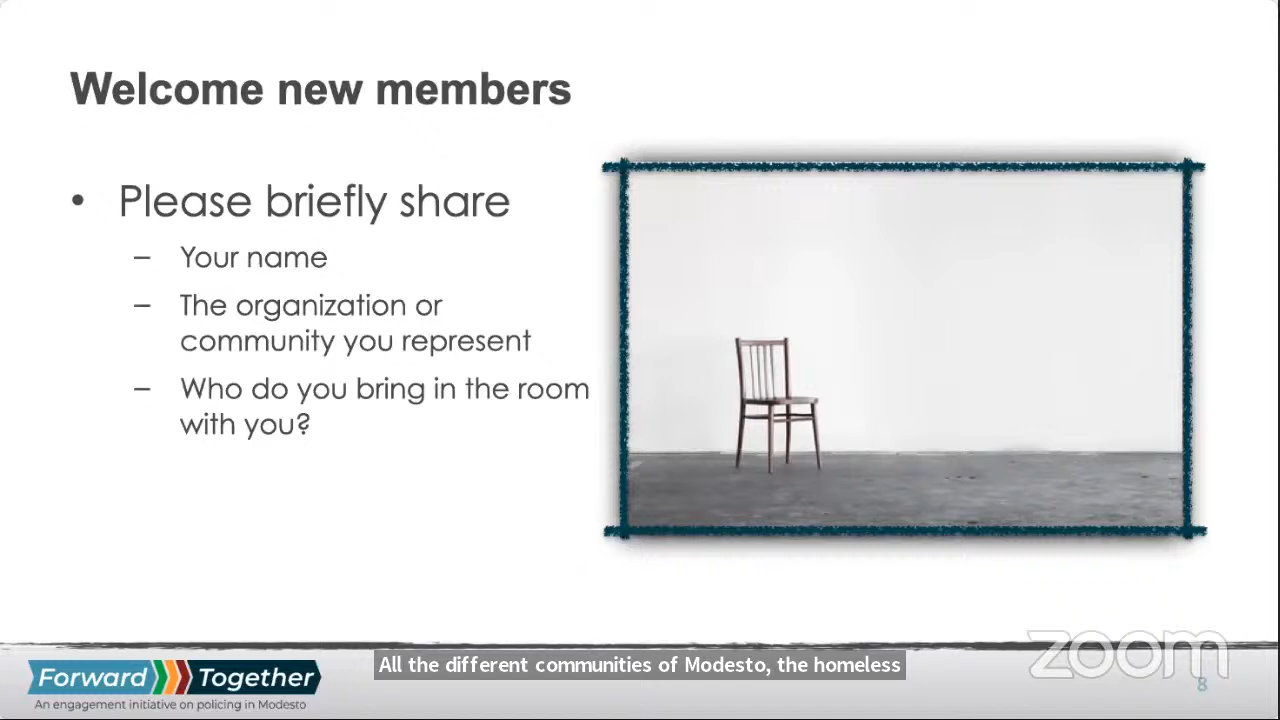 Welcome new members
• Please briefly share
– Your name
– The organization or
community you represent
– Who do you bring in the room
with you?
Forward Together
An engagement initiative on policing in Modesto
All the different communities of Modesto, the homeless
zoom
8